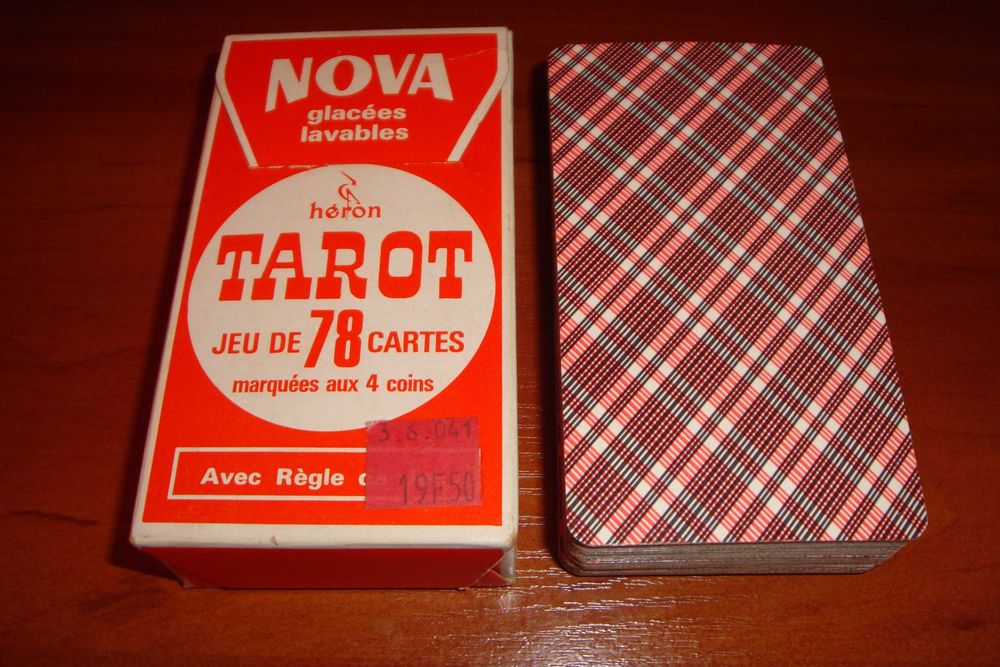 NOVA
glacées
lavables
héron
TAROT
JEU DE 78 CARTES
marquées aux 4 coins
Avec Règle
3.6.041
19F50